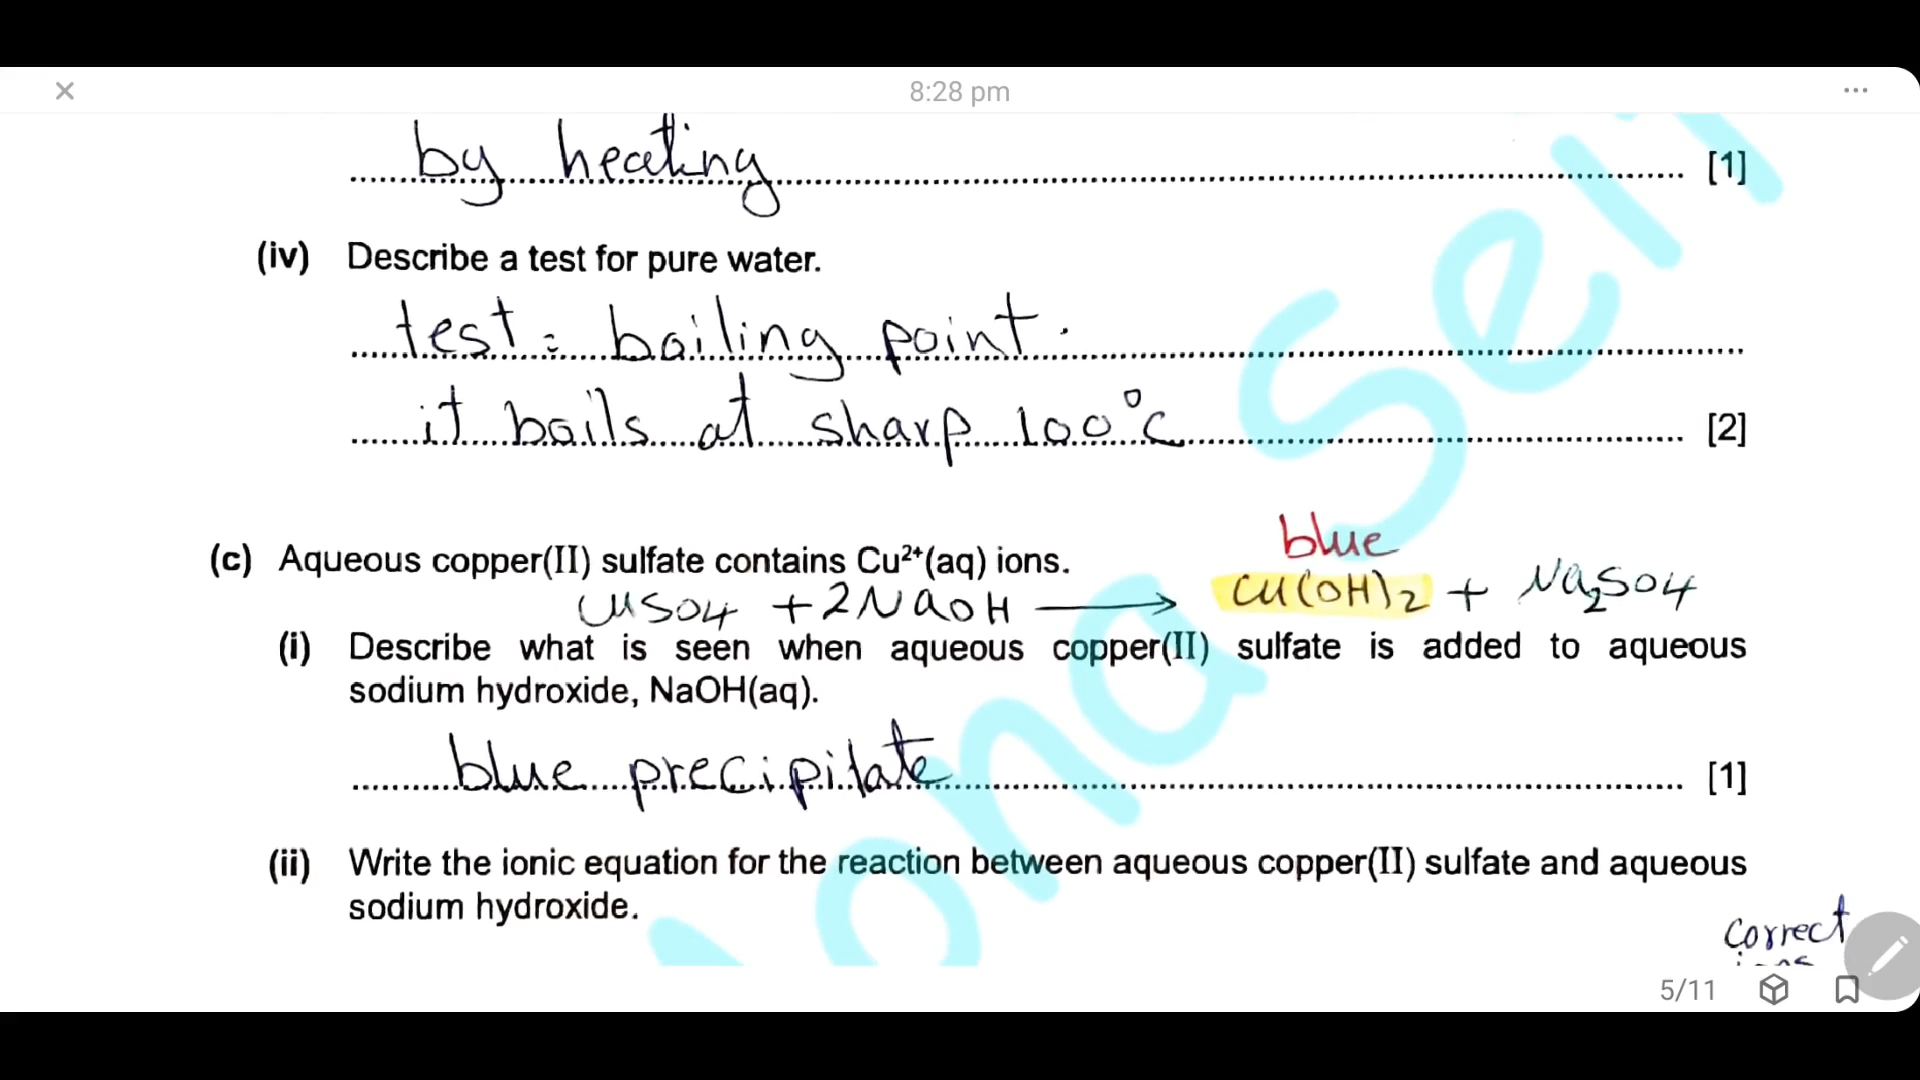 8:28 pm
by heating [1]
(iv) Describe a test for pure water.
test: boiling point.
it boils at sharp 100°C [2]
blue
(c) Aqueous copper(II) sulfate contains Cu²⁺(aq) ions.
CuSO4 + 2NaOH → Cu(OH)2 + Na2SO4
(i) Describe what is seen when aqueous copper(II) sulfate is added to aqueous
sodium hydroxide, NaOH(aq).
blue precipitate [1]
(ii) Write the ionic equation for the reaction between aqueous copper(II) sulfate and aqueous
sodium hydroxide.
Correct
5/11